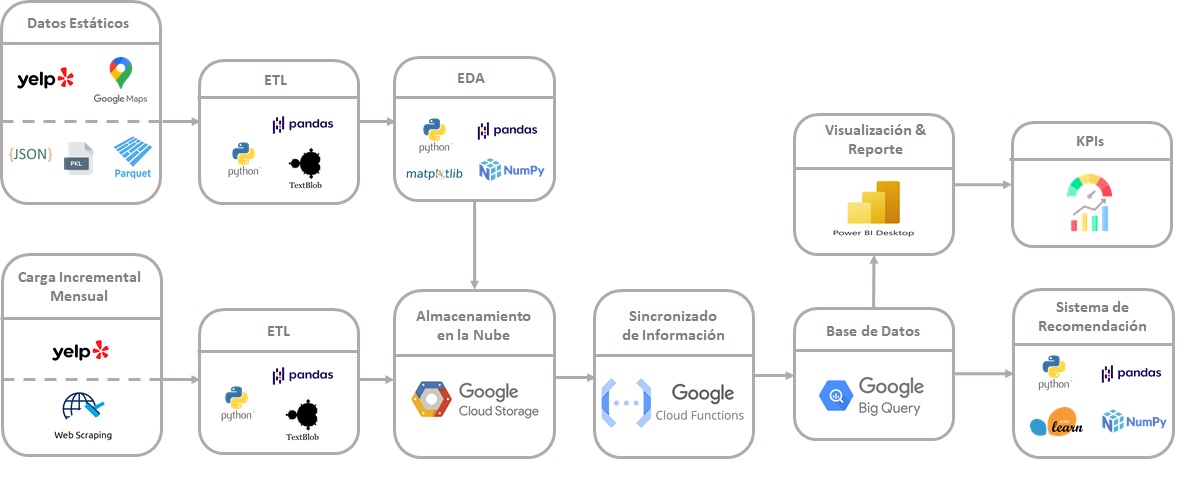 Datos Estáticos
yelp
Google Maps
{JSON}
PKL
Parquet
ETL
pandas
python
TextBlob
EDA
python
pandas
matplotlib
NumPy
Visualización &
Reporte
Power BI Desktop
KPIs
Carga Incremental
Mensual
yelp
Web Scraping
ETL
pandas
python
TextBlob
Almacenamiento
en la Nube
Google
Cloud Storage
Sincronizado
de Información
Google
Cloud Functions
Base de Datos
Google
Big Query
Sistema de
Recomendación
python
pandas
learn
NumPy